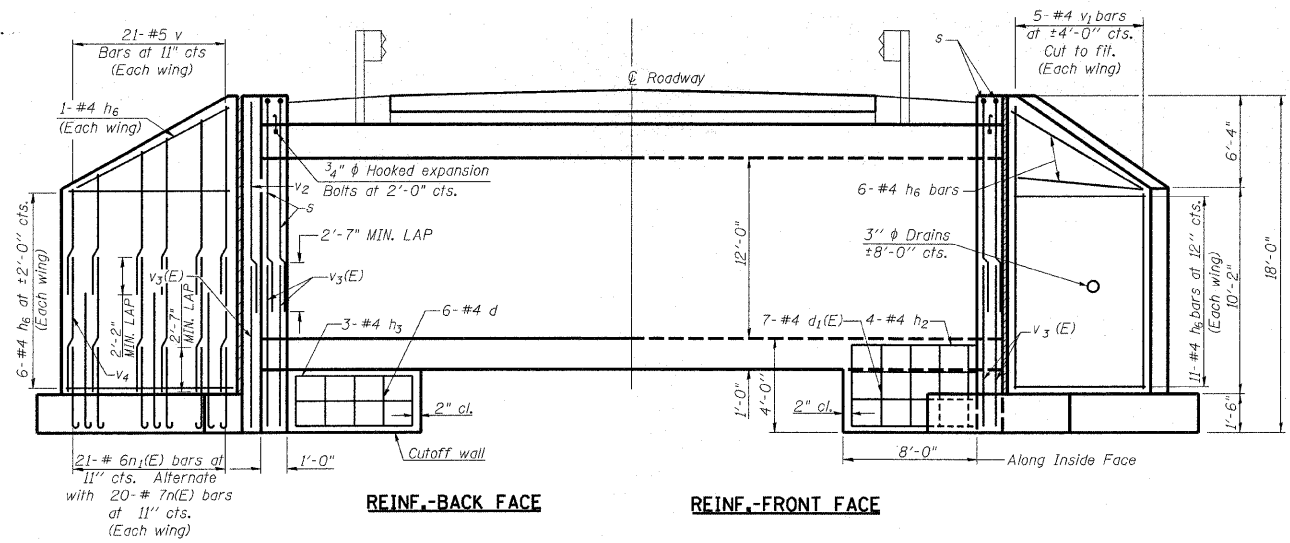 21- #5 v
Bars at 11" cts
(Each wing)
1- #4 h6
(Each wing)
6- #4 h6 at ±2'-0" cts.
(Each wing)
v3(E)
2'-2"
MIN. LAP
2'-7"
MIN. LAP
v4
21- # 6n1(E) bars at
11" cts. Alternate
with 20- # 7n(E) bars
at 11" cts.
(Each wing)
1'-0"
¾" ϕ Hooked expansion
Bolts at 2'-0" cts.
v2
s
2'-7" MIN. LAP
v3(E)
3- #4 h3
6- #4 d
2" cl.
Cutoff wall
REINF.-BACK FACE
℄ Roadway
s
5- #4 v1 bars
at ±4'-0" cts.
Cut to fit.
(Each wing)
6- #4 h6 bars
3" ϕ Drains
±8'-0" cts.
12'-0"
7- #4 d1(E)
4- #4 h2
v3 (E)
1'-0"
4'-0"
2" cl.
8'-0"
Along Inside Face
11- #4 h6 bars at 12" cts.
(Each wing)
6'-4"
10'-2"
1'-6"
18'-0"
REINF.-FRONT FACE